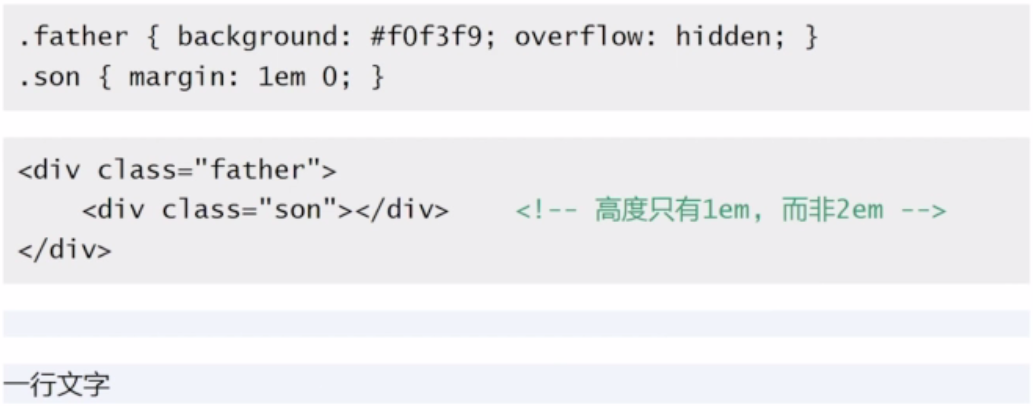 .father { background: #f0f3f9; overflow: hidden; }
.son { margin: 1em 0; }
<div class="father">
    <div class="son"></div>    <!-- 高度只有1em, 而非2em -->
</div>
一行文字